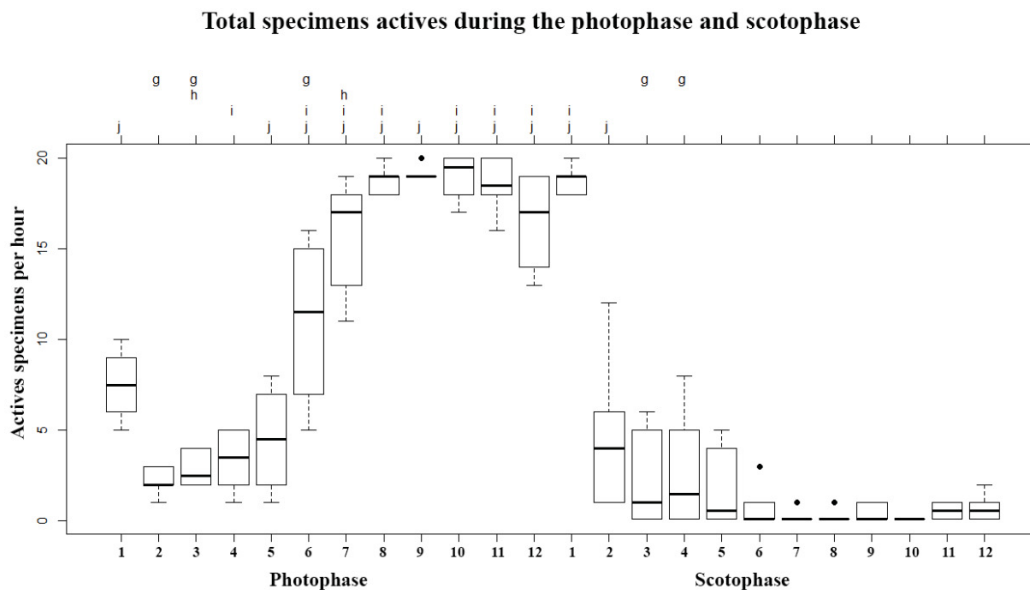 Total specimens actives during the photophase and scotophase
g g g g g
h h
i i i i i i i i
j j j j j j j j j j j
20
15
10
5
0
Actives specimens per hour
1 2 3 4 5 6 7 8 9 10 11 12 1 2 3 4 5 6 7 8 9 10 11 12
Photophase Scotophase